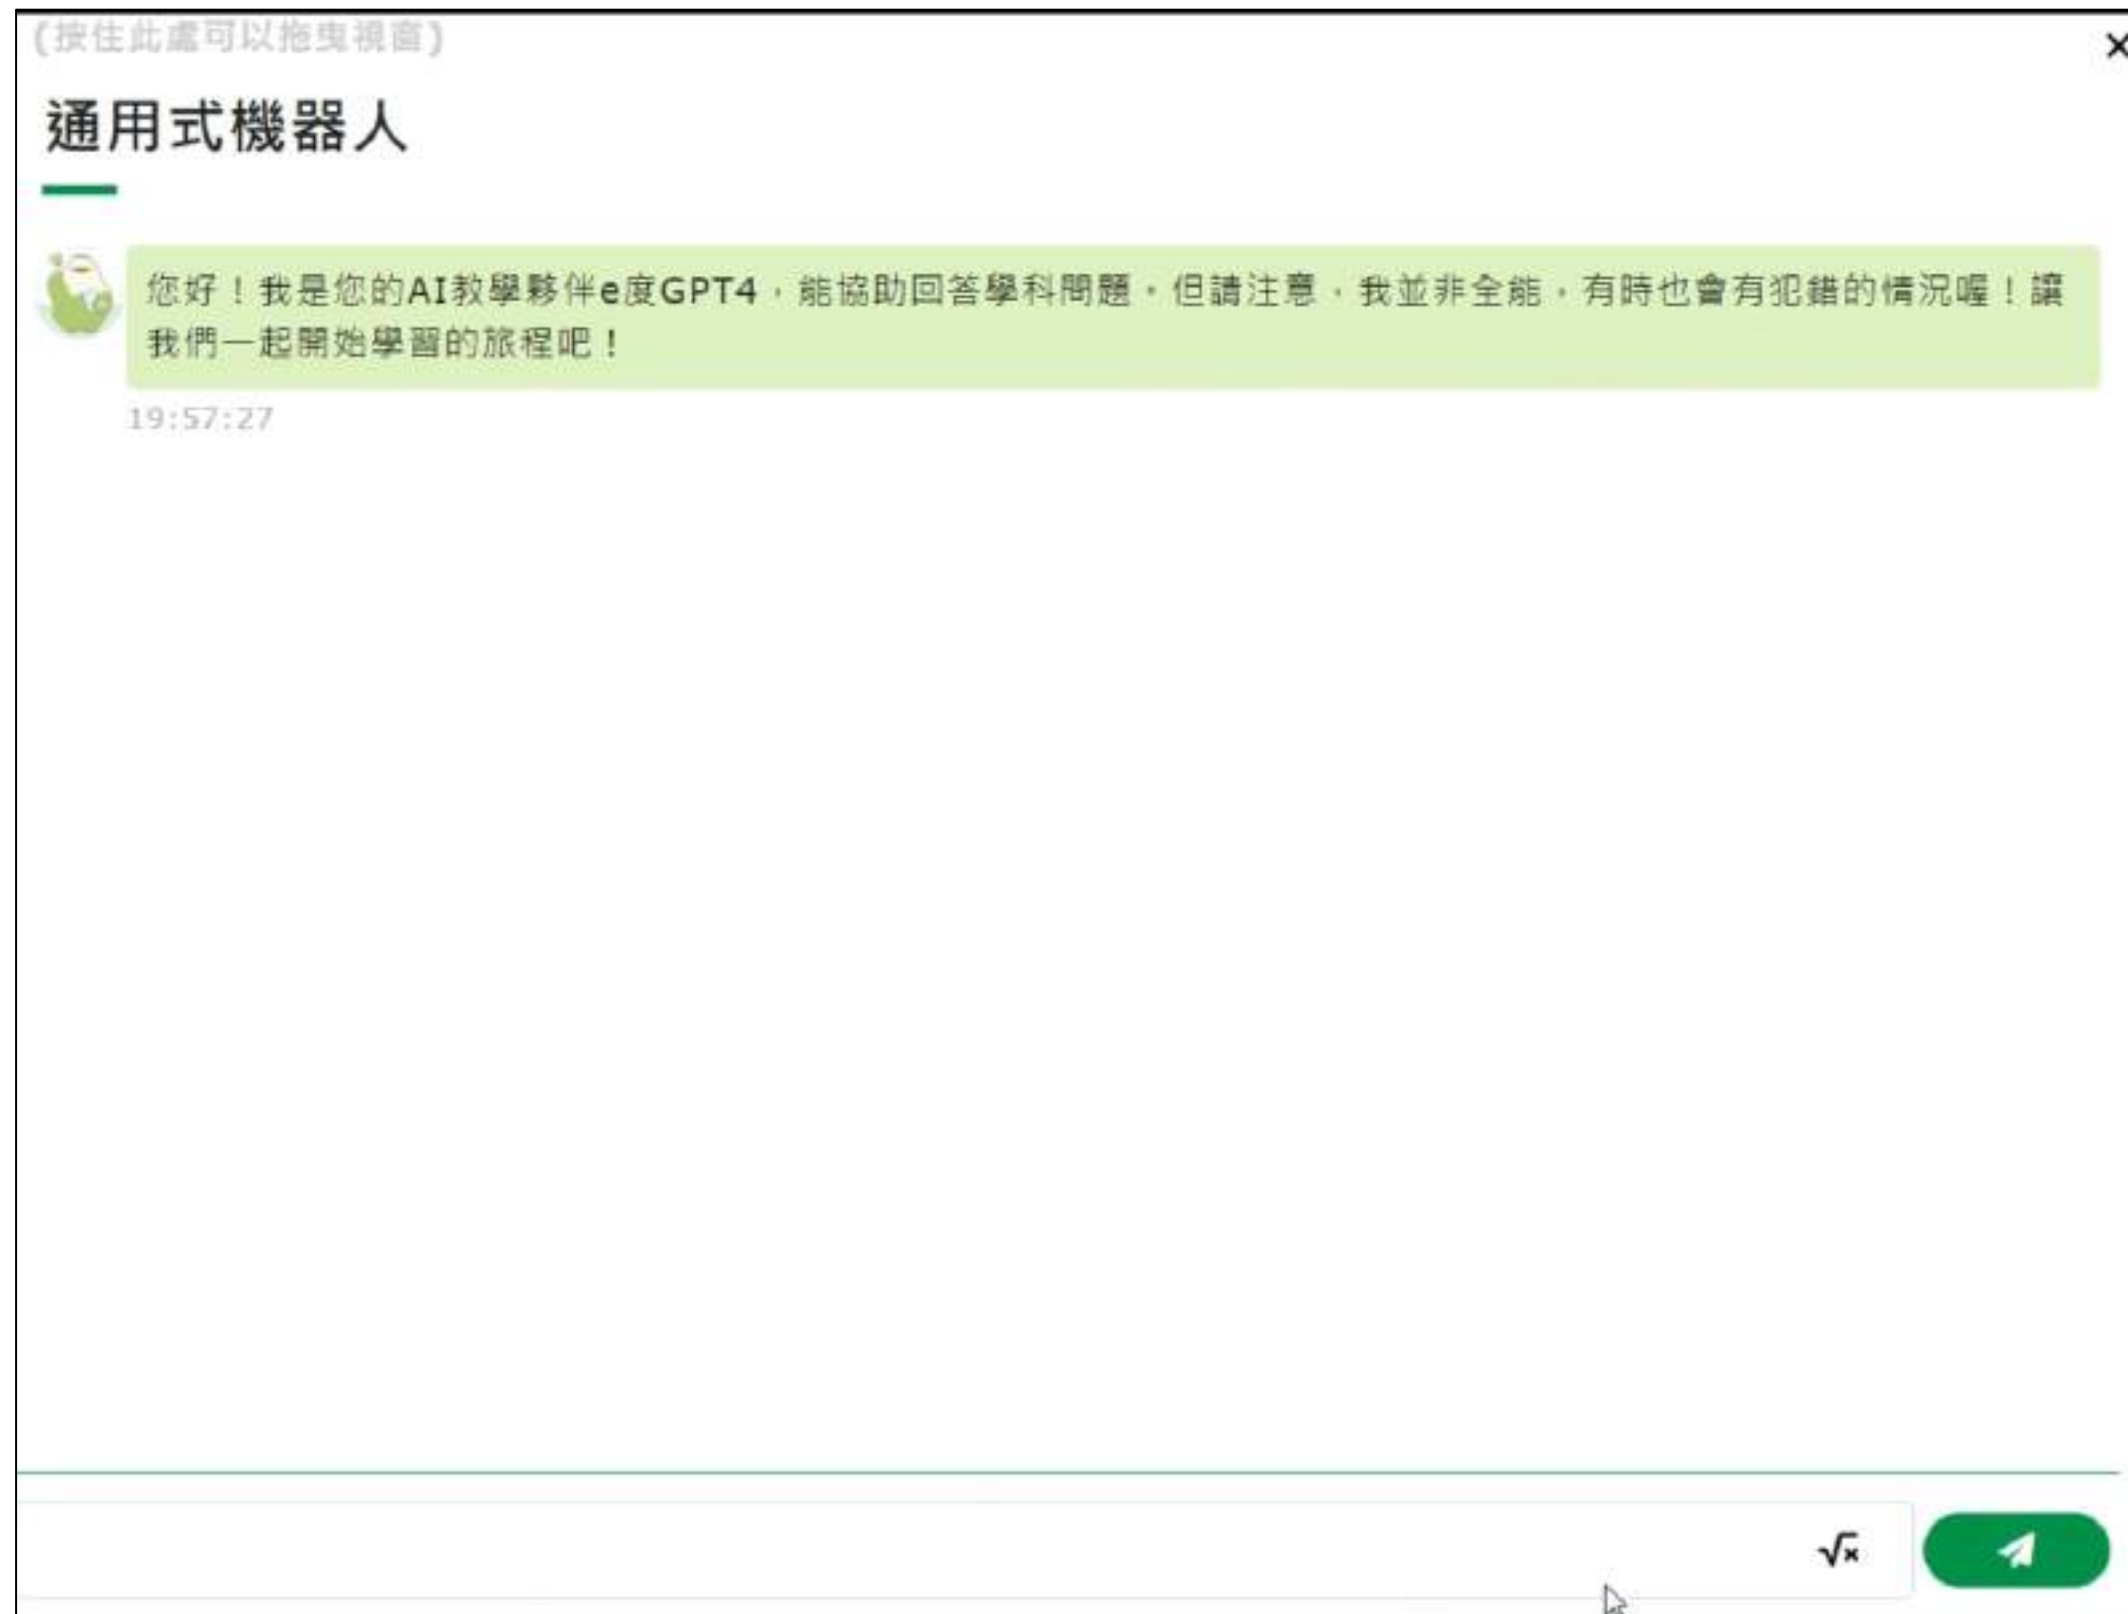 (按住此處可以拖曳視窗)
通用式機器人
您好！我是您的AI教學夥伴e度GPT4，能協助回答學科問題。但請注意，我並非全能，有時也會有犯錯的情況喔！讓
我們一起開始學習的旅程吧！
19:57:27